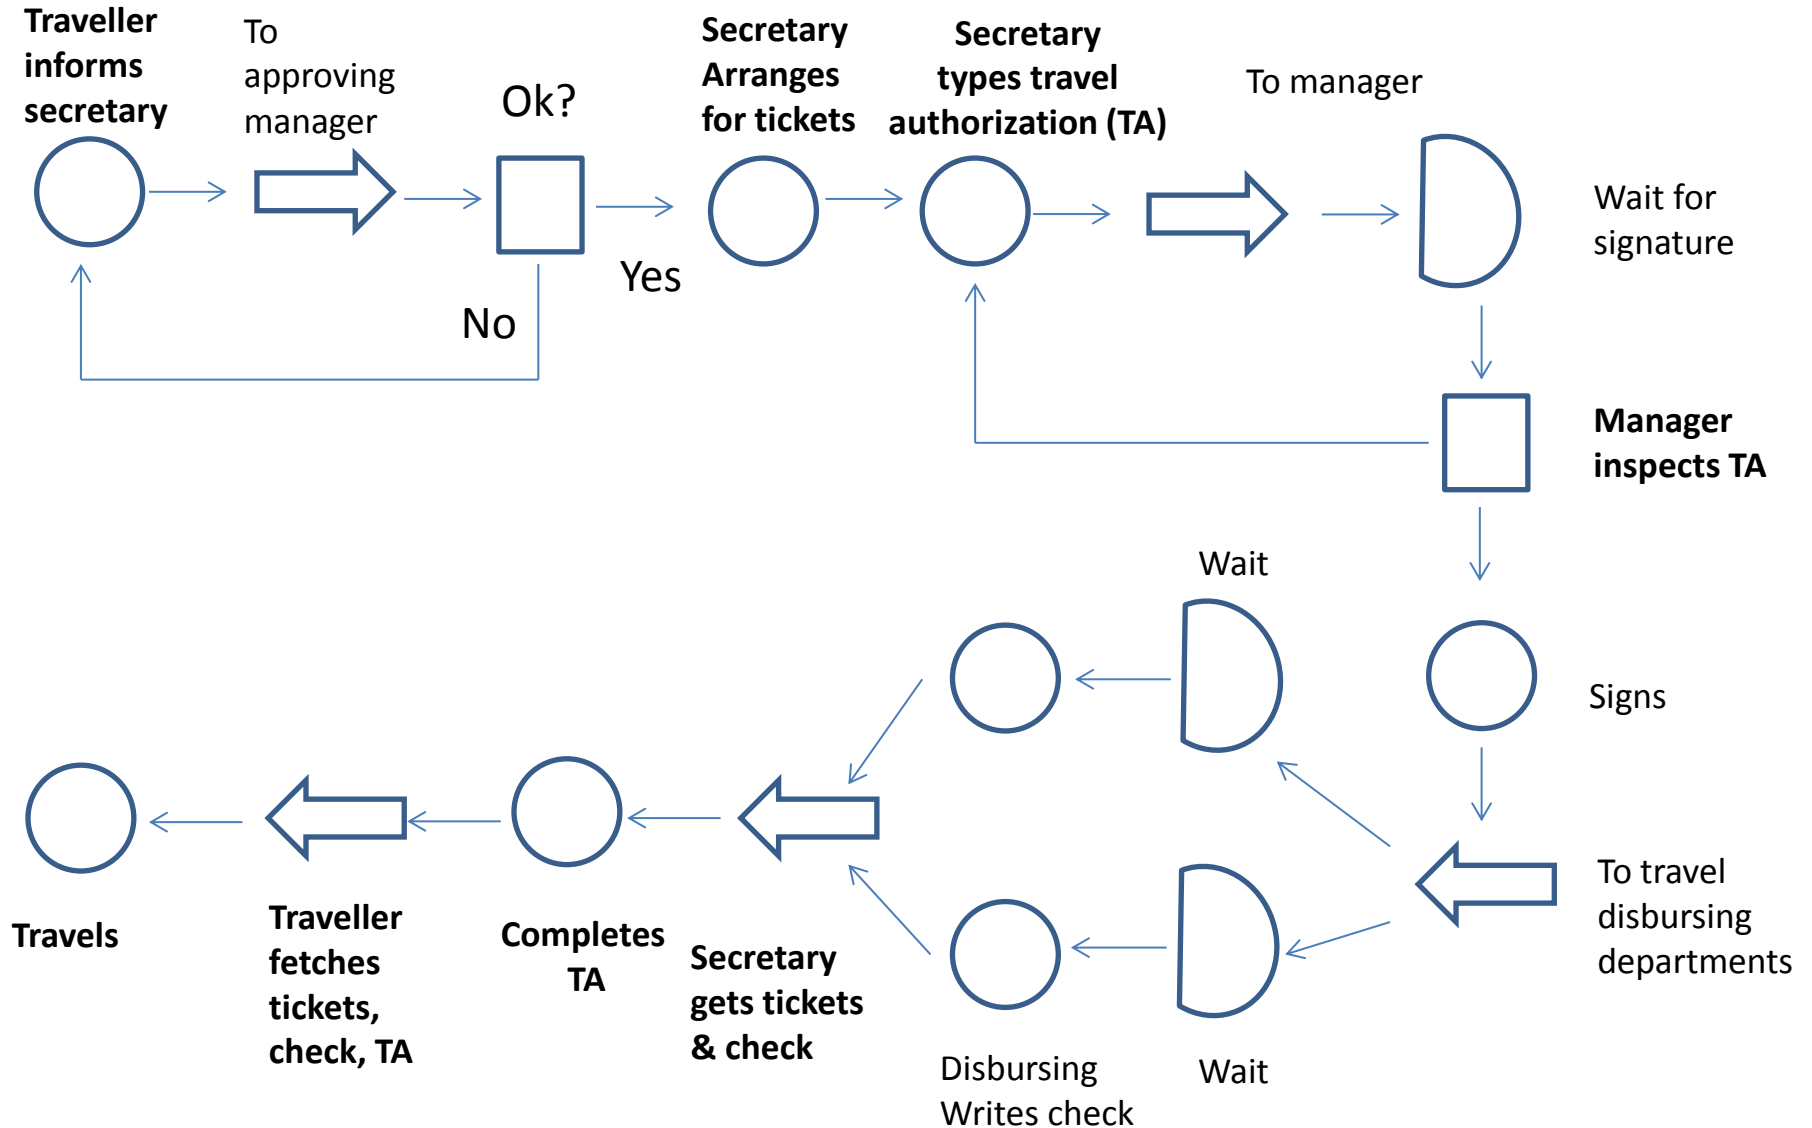 Traveller
informs
secretary
To
approving
manager
Ok?
Secretary
Arranges
for tickets
Secretary
types travel
authorization (TA)
To manager
Wait for
signature
Yes
No
Manager
inspects TA
Wait
Signs
To travel
disbursing
departments
Travels
Traveller
fetches
tickets,
check, TA
Completes
TA
Secretary
gets tickets
& check
Disbursing
Writes check
Wait